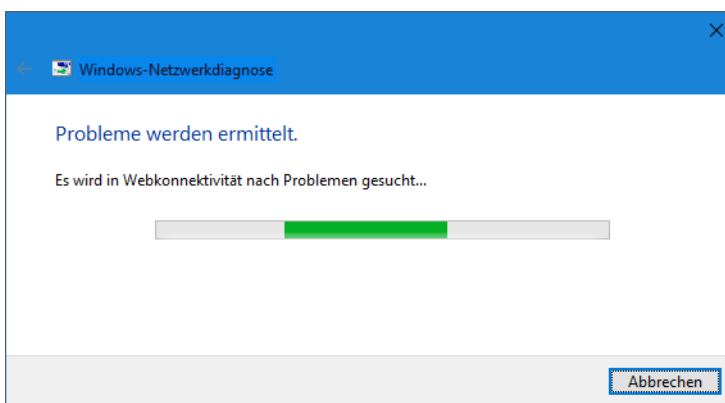 Windows-Netzwerkdiagnose
Probleme werden ermittelt.
Es wird in Webkonnektivität nach Problemen gesucht...
Abbrechen